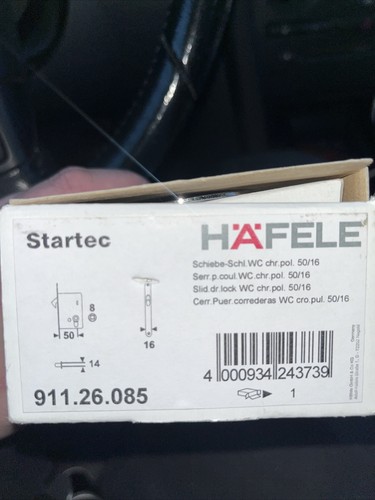 Startec
HÄFELE
Schiebe-Schl.WC chr.pol. 50/16
Serr.p.coul.WC.chr.pol. 50/16
Slid.dr.lock WC chr.pol. 50/16
Cerr.Puer.correderas WC cro.pul. 50/16
8
50
16
14
911.26.085
4 000934 243739
1
Germany